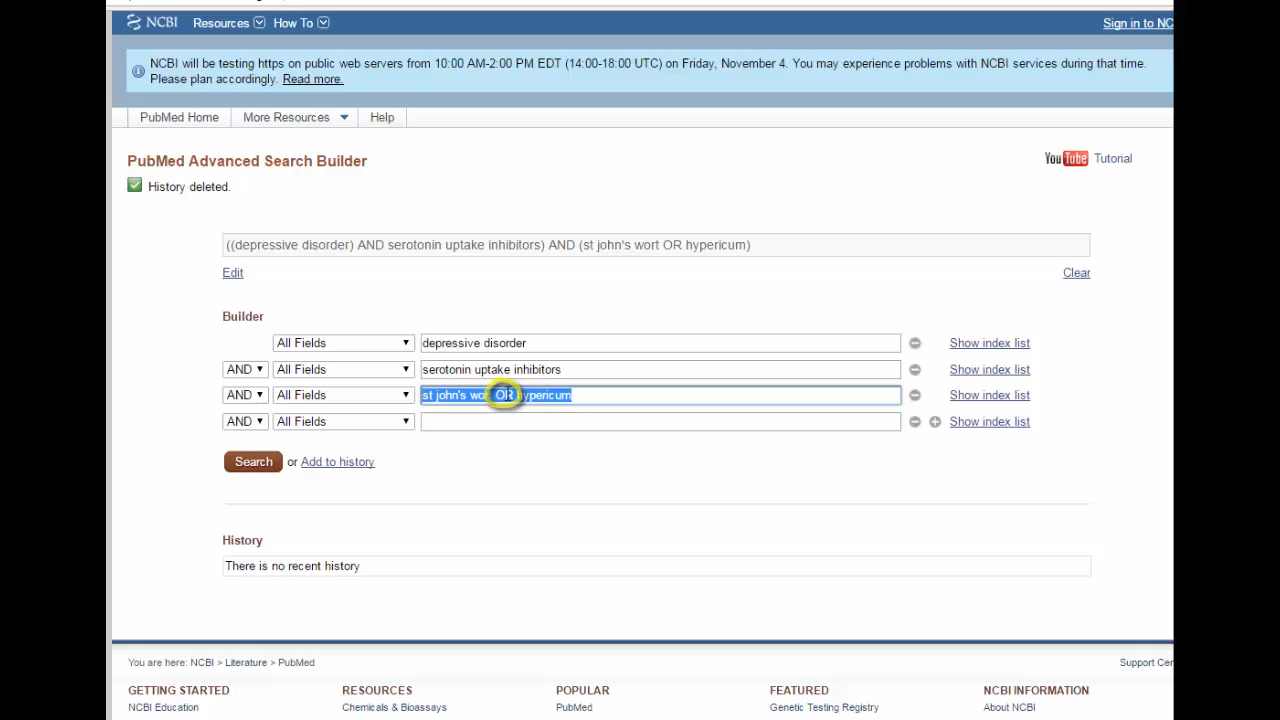 NCBI Resources How To Sign in to NC
NCBI will be testing https on public web servers from 10:00 AM-2:00 PM EDT (14:00-18:00 UTC) on Friday, November 4. You may experience problems with NCBI services during that time.
Please plan accordingly. Read more.
PubMed Home More Resources Help
PubMed Advanced Search Builder
YouTube Tutorial
History deleted.
((depressive disorder) AND serotonin uptake inhibitors) AND (st john's wort OR hypericum)
Edit Clear
Builder
All Fields depressive disorder Show index list
AND All Fields serotonin uptake inhibitors Show index list
AND All Fields st john's wort OR hypericum Show index list
AND All Fields Show index list
Search or Add to history
History
There is no recent history
You are here: NCBI > Literature > PubMed Support Cen
GETTING STARTED RESOURCES POPULAR FEATURED NCBI INFORMATION
NCBI Education Chemicals & Bioassays PubMed Genetic Testing Registry About NCBI